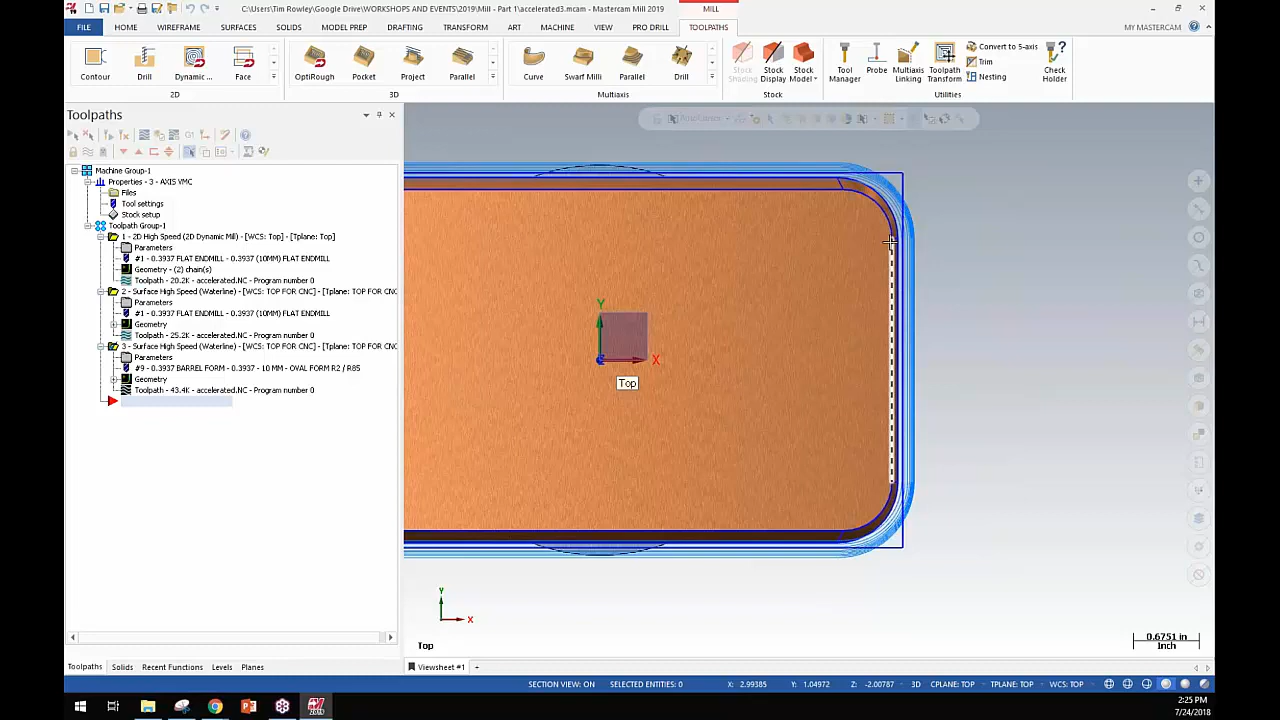 C:\Users\Tim Rowley\Google Drive\WORKSHOPS AND EVENTS\2019\Mill - Part 1\accelerated3.mcam - Mastercam Mill 2019
MILL
FILE HOME WIREFRAME SURFACES SOLIDS MODEL PREP DRAFTING TRANSFORM ART MACHINE VIEW PRO DRILL TOOLPATHS MY MASTERCAM
Contour Drill Dynamic ... Face OptiRough Pocket Project Parallel Curve Swarf Milli Parallel Drill
Stock Shading Stock Display Stock Model Tool Manager Probe Multiaxis Linking Toolpath Transform
Convert to 5-axis
Trim
Nesting
Check Holder
2D 3D Multiaxis Stock Utilities
Toolpaths
Machine Group-1
Properties - 3 - AXIS VMC
Files
Tool settings
Stock setup
Toolpath Group-1
1 - 2D High Speed (2D Dynamic Mill) - [WCS: Top] - [Tplane: Top]
Parameters
#1 - 0.3937 FLAT ENDMILL - 0.3937 (10MM) FLAT ENDMILL
Geometry - (2) chain(s)
Toolpath - 20.2K - accelerated.NC - Program number 0
2 - Surface High Speed (Waterline) - [WCS: TOP FOR CNC] - [Tplane: TOP FOR CNC
Parameters
#1 - 0.3937 FLAT ENDMILL - 0.3937 (10MM) FLAT ENDMILL
Geometry
Toolpath - 25.2K - accelerated.NC - Program number 0
3 - Surface High Speed (Waterline) - [WCS: TOP FOR CNC] - [Tplane: TOP FOR CNC
Parameters
#9 - 0.3937 BARREL FORM - 0.3937 - 10 MM - OVAL FORM R2 / R85
Geometry
Toolpath - 43.4K - accelerated.NC - Program number 0
Y
X
Top
Y
X
Top
0.6751 in
Inch
Toolpaths Solids Recent Functions Levels Planes
Viewsheet #1 +
SECTION VIEW: ON SELECTED ENTITIES: 0 X: 2.99385 Y: 1.04972 Z: -2.00787 3D CPLANE: TOP TPLANE: TOP WCS: TOP
2:25 PM
7/24/2018